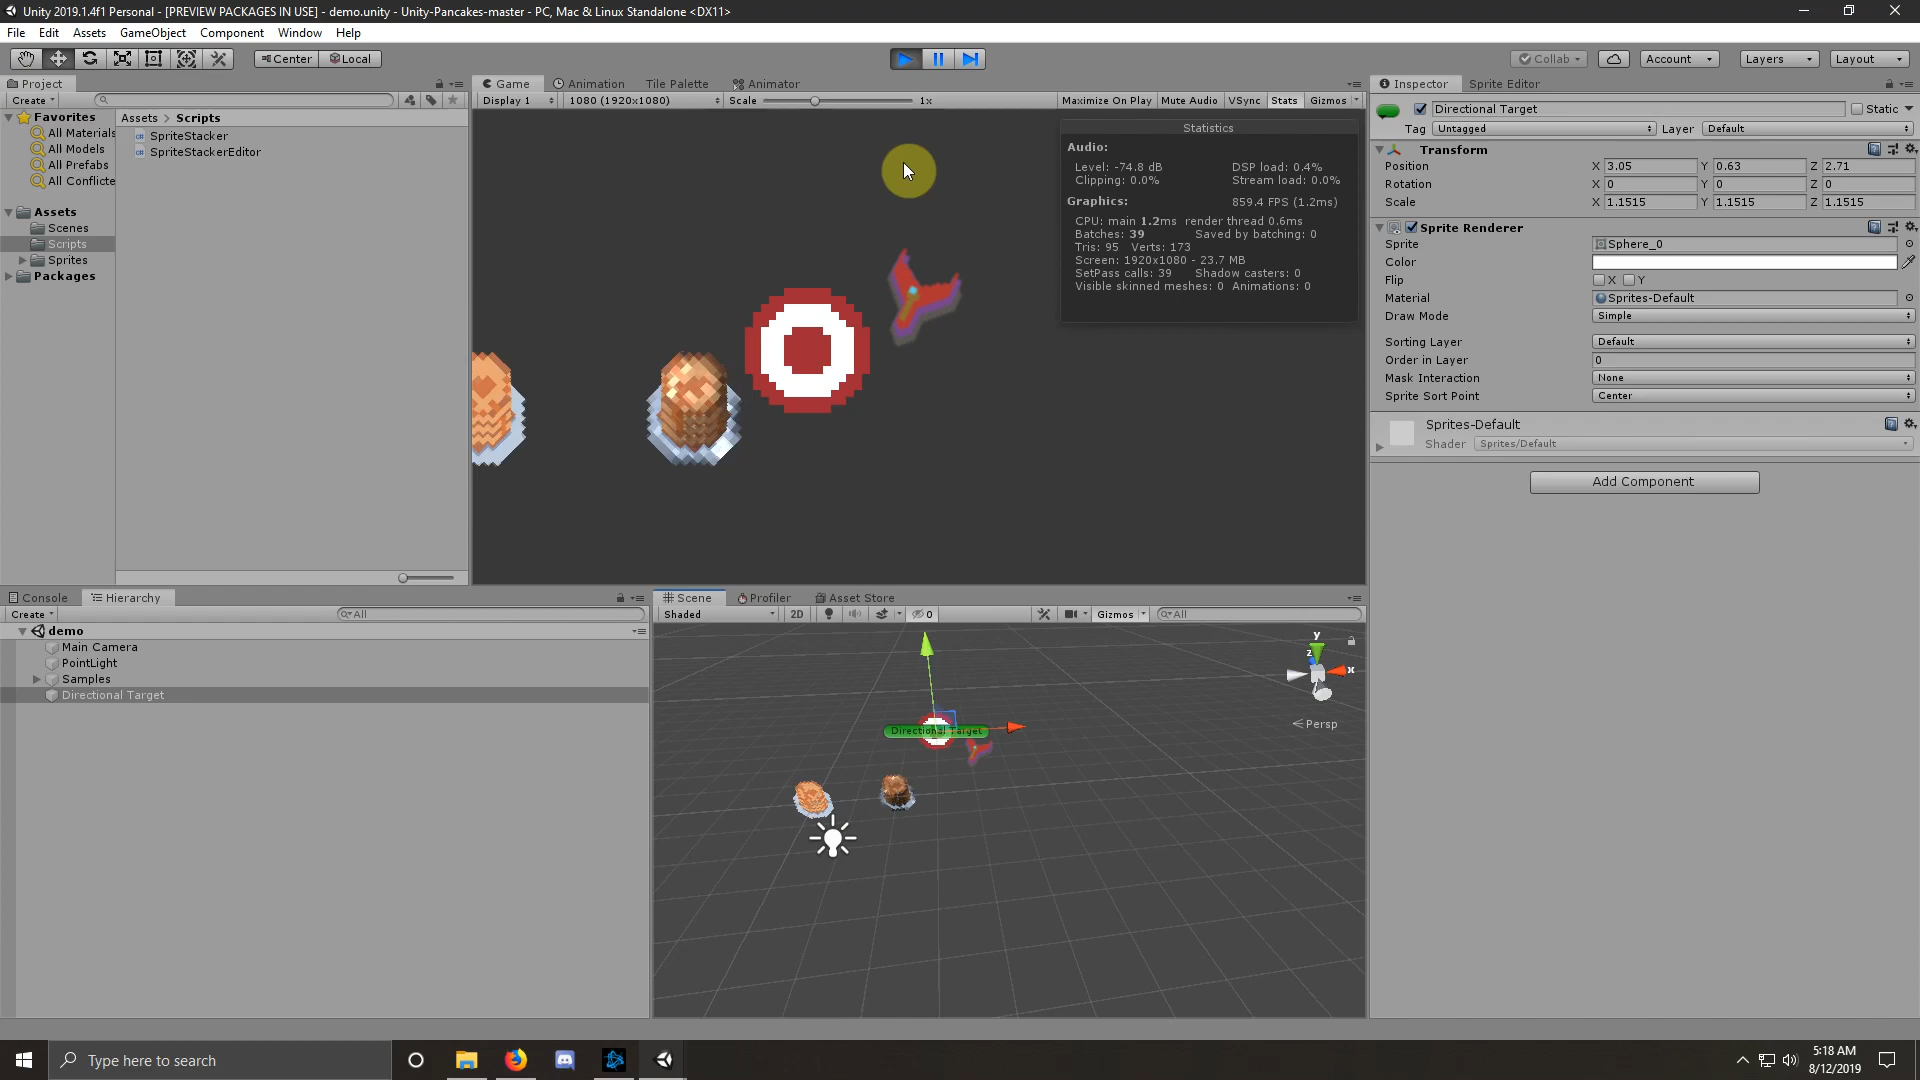 Unity 2019.1.4f1 Personal - [PREVIEW PACKAGES IN USE] - demo.unity - Unity-Pancakes-master - PC, Mac & Linux Standalone <DX11>
File Edit Assets GameObject Component Window Help
Center Local Collab Account Layers Layout
Project Game Animation Tile Palette Animator Inspector Sprite Editor
Create Display 1 1080 (1920x1080) Scale 1x Maximize On Play Mute Audio VSync Stats Gizmos
Favorites
All Materials
All Models
All Prefabs
All Conflicte
Assets
Scenes
Scripts
Sprites
Packages
Assets > Scripts
SpriteStacker
SpriteStackerEditor
Statistics
Audio:
Level: -74.8 dB DSP load: 0.4%
Clipping: 0.0% Stream load: 0.0%
Graphics: 859.4 FPS (1.2ms)
CPU: main 1.2ms render thread 0.6ms
Batches: 39 Saved by batching: 0
Tris: 95 Verts: 173
Screen: 1920x1080 - 23.7 MB
SetPass calls: 39 Shadow casters: 0
Visible skinned meshes: 0 Animations: 0
Directional Target Static
Tag Untagged Layer Default
Transform
Position X 3.05 Y 0.63 Z 2.71
Rotation X 0 Y 0 Z 0
Scale X 1.1515 Y 1.1515 Z 1.1515
Sprite Renderer
Sprite Sphere_0
Color
Flip X Y
Material Sprites-Default
Draw Mode Simple
Sorting Layer Default
Order in Layer 0
Mask Interaction None
Sprite Sort Point Center
Sprites-Default
Shader Sprites/Default
Add Component
Console Hierarchy
Create All
demo
Main Camera
PointLight
Samples
Directional Target
Scene Profiler Asset Store
Shaded 2D 0 Gizmos All
y
z
x
Persp
Directional Target
Type here to search
5:18 AM
8/12/2019